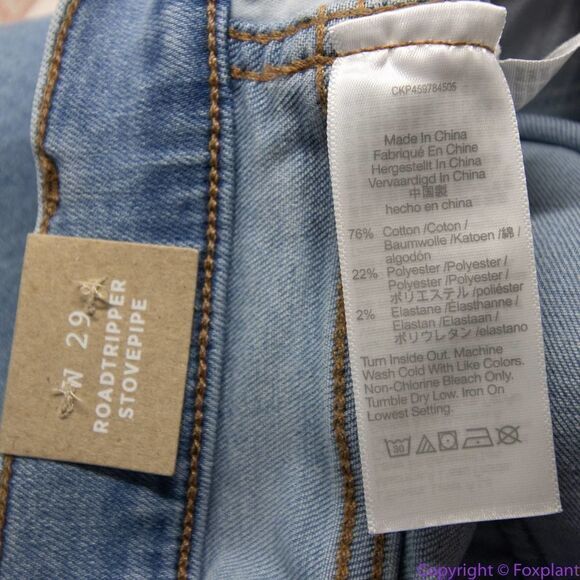 CKP459784505
Made In China
Fabriqué En Chine
Hergestellt In China
Vervaardigd In China
中国製
hecho en china
76% Cotton /Coton /
Baumwolle /Katoen /綿 /
algodón
22% Polyester /Polyester /
Polyester /Polyester /
ポリエステル /poliéster
2% Elastane /Elasthanne /
Elastan /Elastaan /
ポリウレタン /elastano
Turn Inside Out. Machine
Wash Cold With Like Colors.
Non-Chlorine Bleach Only.
Tumble Dry Low. Iron On
Lowest Setting.
30
W 29
ROADTRIPPER
STOVEPIPE
Copyright © Foxplant